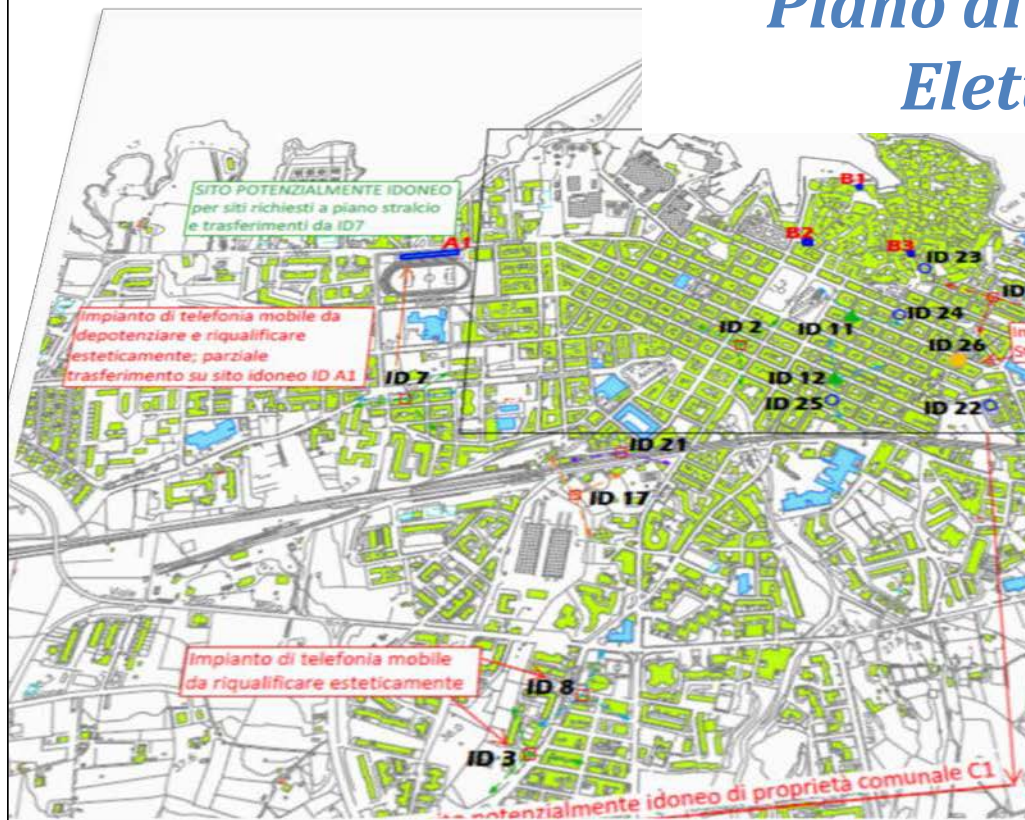 Piano di
Elet
SITO POTENZIALMENTE IDONEO
per siti richiesti a piano stralcio
e trasferimenti da ID7
A1
B1
B2
B3
ID 23
ID
ID 24
ID 2
ID 11
ID 26
Impianto di telefonia mobile da
depotenziare e riqualificare
esteticamente; parziale
trasferimento su sito idoneo ID A1
ID 7
ID 12
ID 25
ID 22
ID 21
ID 17
Impianto di telefonia mobile
da riqualificare esteticamente
ID 8
ID 3
potenzialmente idoneo di proprietà comunale C1